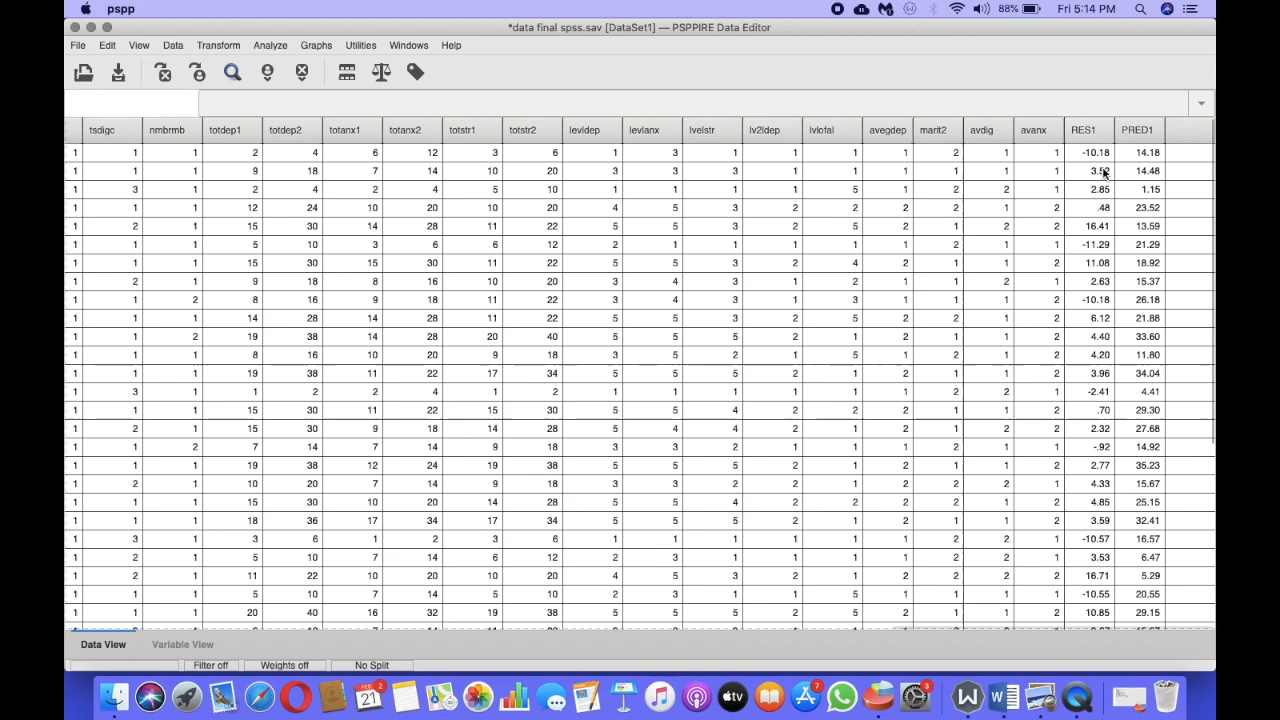 pspp 88% Fri 5:14 PM
*data final spss.sav [DataSet1] — PSPPIRE Data Editor
File Edit View Data Transform Analyze Graphs Utilities Windows Help
tsdigc nmbrmb totdep1 totdep2 totanx1 totanx2 totstr1 totstr2 levldep levlanx lvelstr lv2ldep lvlofal avegdep marit2 avdig avanx RES1 PRED1
1 1 1 2 4 6 12 3 6 1 3 1 1 1 1 2 1 1 -10.18 14.18
1 1 1 9 18 7 14 10 20 3 3 3 1 1 1 1 1 1 14.48
1 3 1 2 4 2 4 5 10 1 1 1 1 5 1 2 2 1 2.85 1.15
1 1 1 12 24 10 20 10 20 4 5 3 2 2 2 2 1 2 .48 23.52
1 2 1 15 30 14 28 11 22 5 5 3 2 5 2 1 2 2 16.41 13.59
1 1 1 5 10 3 6 6 12 2 1 1 1 1 1 2 1 1 -11.29 21.29
1 1 1 15 30 15 30 11 22 5 5 3 2 4 2 1 1 2 11.08 18.92
1 2 1 9 18 8 16 10 20 3 4 3 1 2 1 1 2 1 2.63 15.37
1 1 2 8 16 9 18 11 22 3 4 3 1 3 1 1 1 2 -10.18 26.18
1 1 1 14 28 14 28 11 22 5 5 3 2 5 2 1 1 2 6.12 21.88
1 1 2 19 38 14 28 20 40 5 5 5 2 1 2 2 1 2 4.40 33.60
1 1 1 8 16 10 20 9 18 3 5 2 1 5 1 2 1 2 4.20 11.80
1 1 1 19 38 11 22 17 34 5 5 5 2 1 2 1 1 2 3.96 34.04
1 3 1 1 2 2 4 1 2 1 1 1 1 1 1 2 2 1 -2.41 4.41
1 1 1 15 30 11 22 15 30 5 5 4 2 2 2 1 1 2 .70 29.30
1 2 1 15 30 9 18 14 28 5 4 4 2 1 2 1 2 2 2.32 27.68
1 1 2 7 14 7 14 9 18 3 3 2 1 1 1 2 1 1 -.92 14.92
1 1 1 19 38 12 24 19 38 5 5 5 2 1 2 1 1 2 2.77 35.23
1 2 1 10 20 7 14 9 18 3 3 2 2 1 1 2 2 1 4.33 15.67
1 1 1 15 30 10 20 14 28 5 5 4 2 2 2 2 1 2 4.85 25.15
1 1 1 18 36 17 34 17 34 5 5 5 2 1 2 1 1 2 3.59 32.41
1 3 1 3 6 1 2 3 6 1 1 1 1 1 1 2 2 1 -10.57 16.57
1 2 1 5 10 7 14 6 12 2 3 1 1 1 1 2 2 1 3.53 6.47
1 2 1 11 22 10 20 10 20 4 5 3 2 1 2 2 2 2 16.71 5.29
1 1 1 5 10 7 14 5 10 2 3 1 1 5 1 2 1 1 -10.55 20.55
1 1 1 20 40 16 32 19 38 5 5 5 2 5 2 1 1 2 10.85 29.15
Data View Variable View
Filter off Weights off No Split
FEB 21 2 tv 7 3 W W